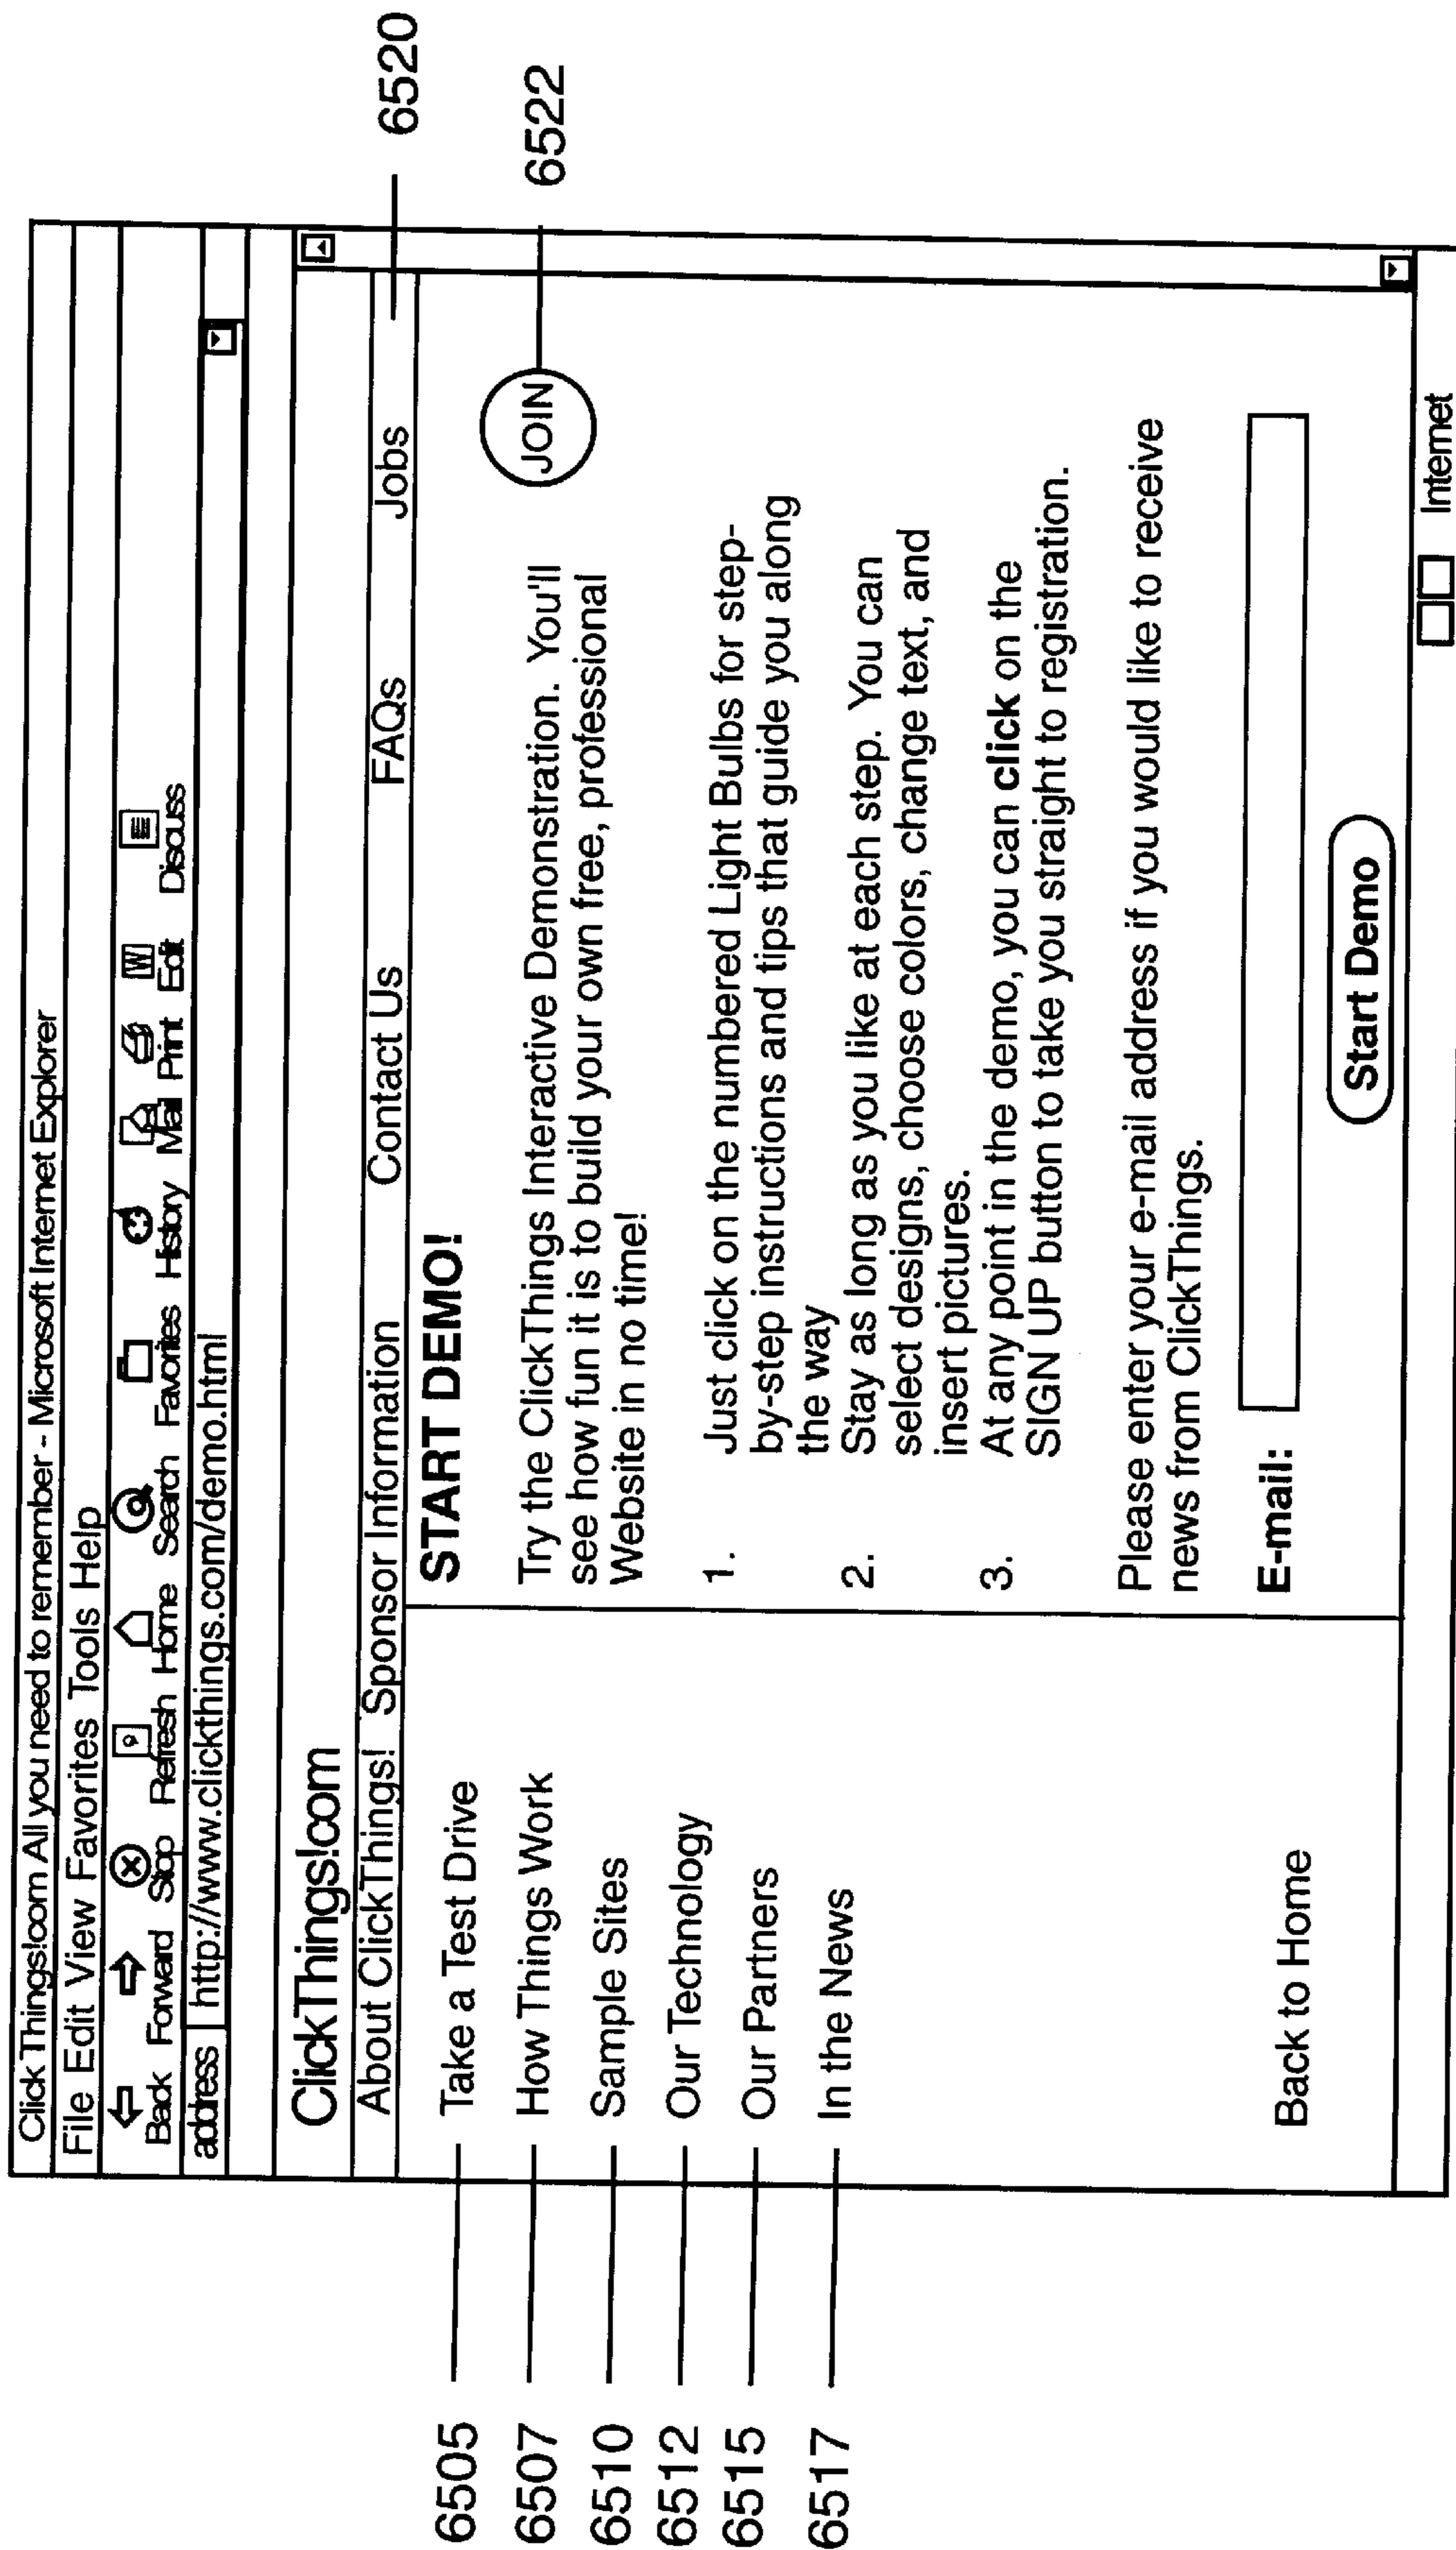 Click Things!com All you need to remember - Microsoft Internet Explorer
File Edit View Favorites Tools Help
Back Forward Stop Refresh Home Search Favorites History Mail Print Edit Discuss
W
address http://www.clickthings.com/demo.html
ClickThings!com
About ClickThings! Sponsor Information Contact Us FAQs Jobs
6520
6505 Take a Test Drive
6507 How Things Work
6510 Sample Sites
6512 Our Technology
6515 Our Partners
6517 In the News
Back to Home
START DEMO!
JOIN 6522
Try the ClickThings Interactive Demonstration. You'll
see how fun it is to build your own free, professional
Website in no time!
1. Just click on the numbered Light Bulbs for step-
by-step instructions and tips that guide you along
the way
2. Stay as long as you like at each step. You can
select designs, choose colors, change text, and
insert pictures.
3. At any point in the demo, you can click on the
SIGN UP button to take you straight to registration.
Please enter your e-mail address if you would like to receive
news from ClickThings.
E-mail:
Start Demo
Internet